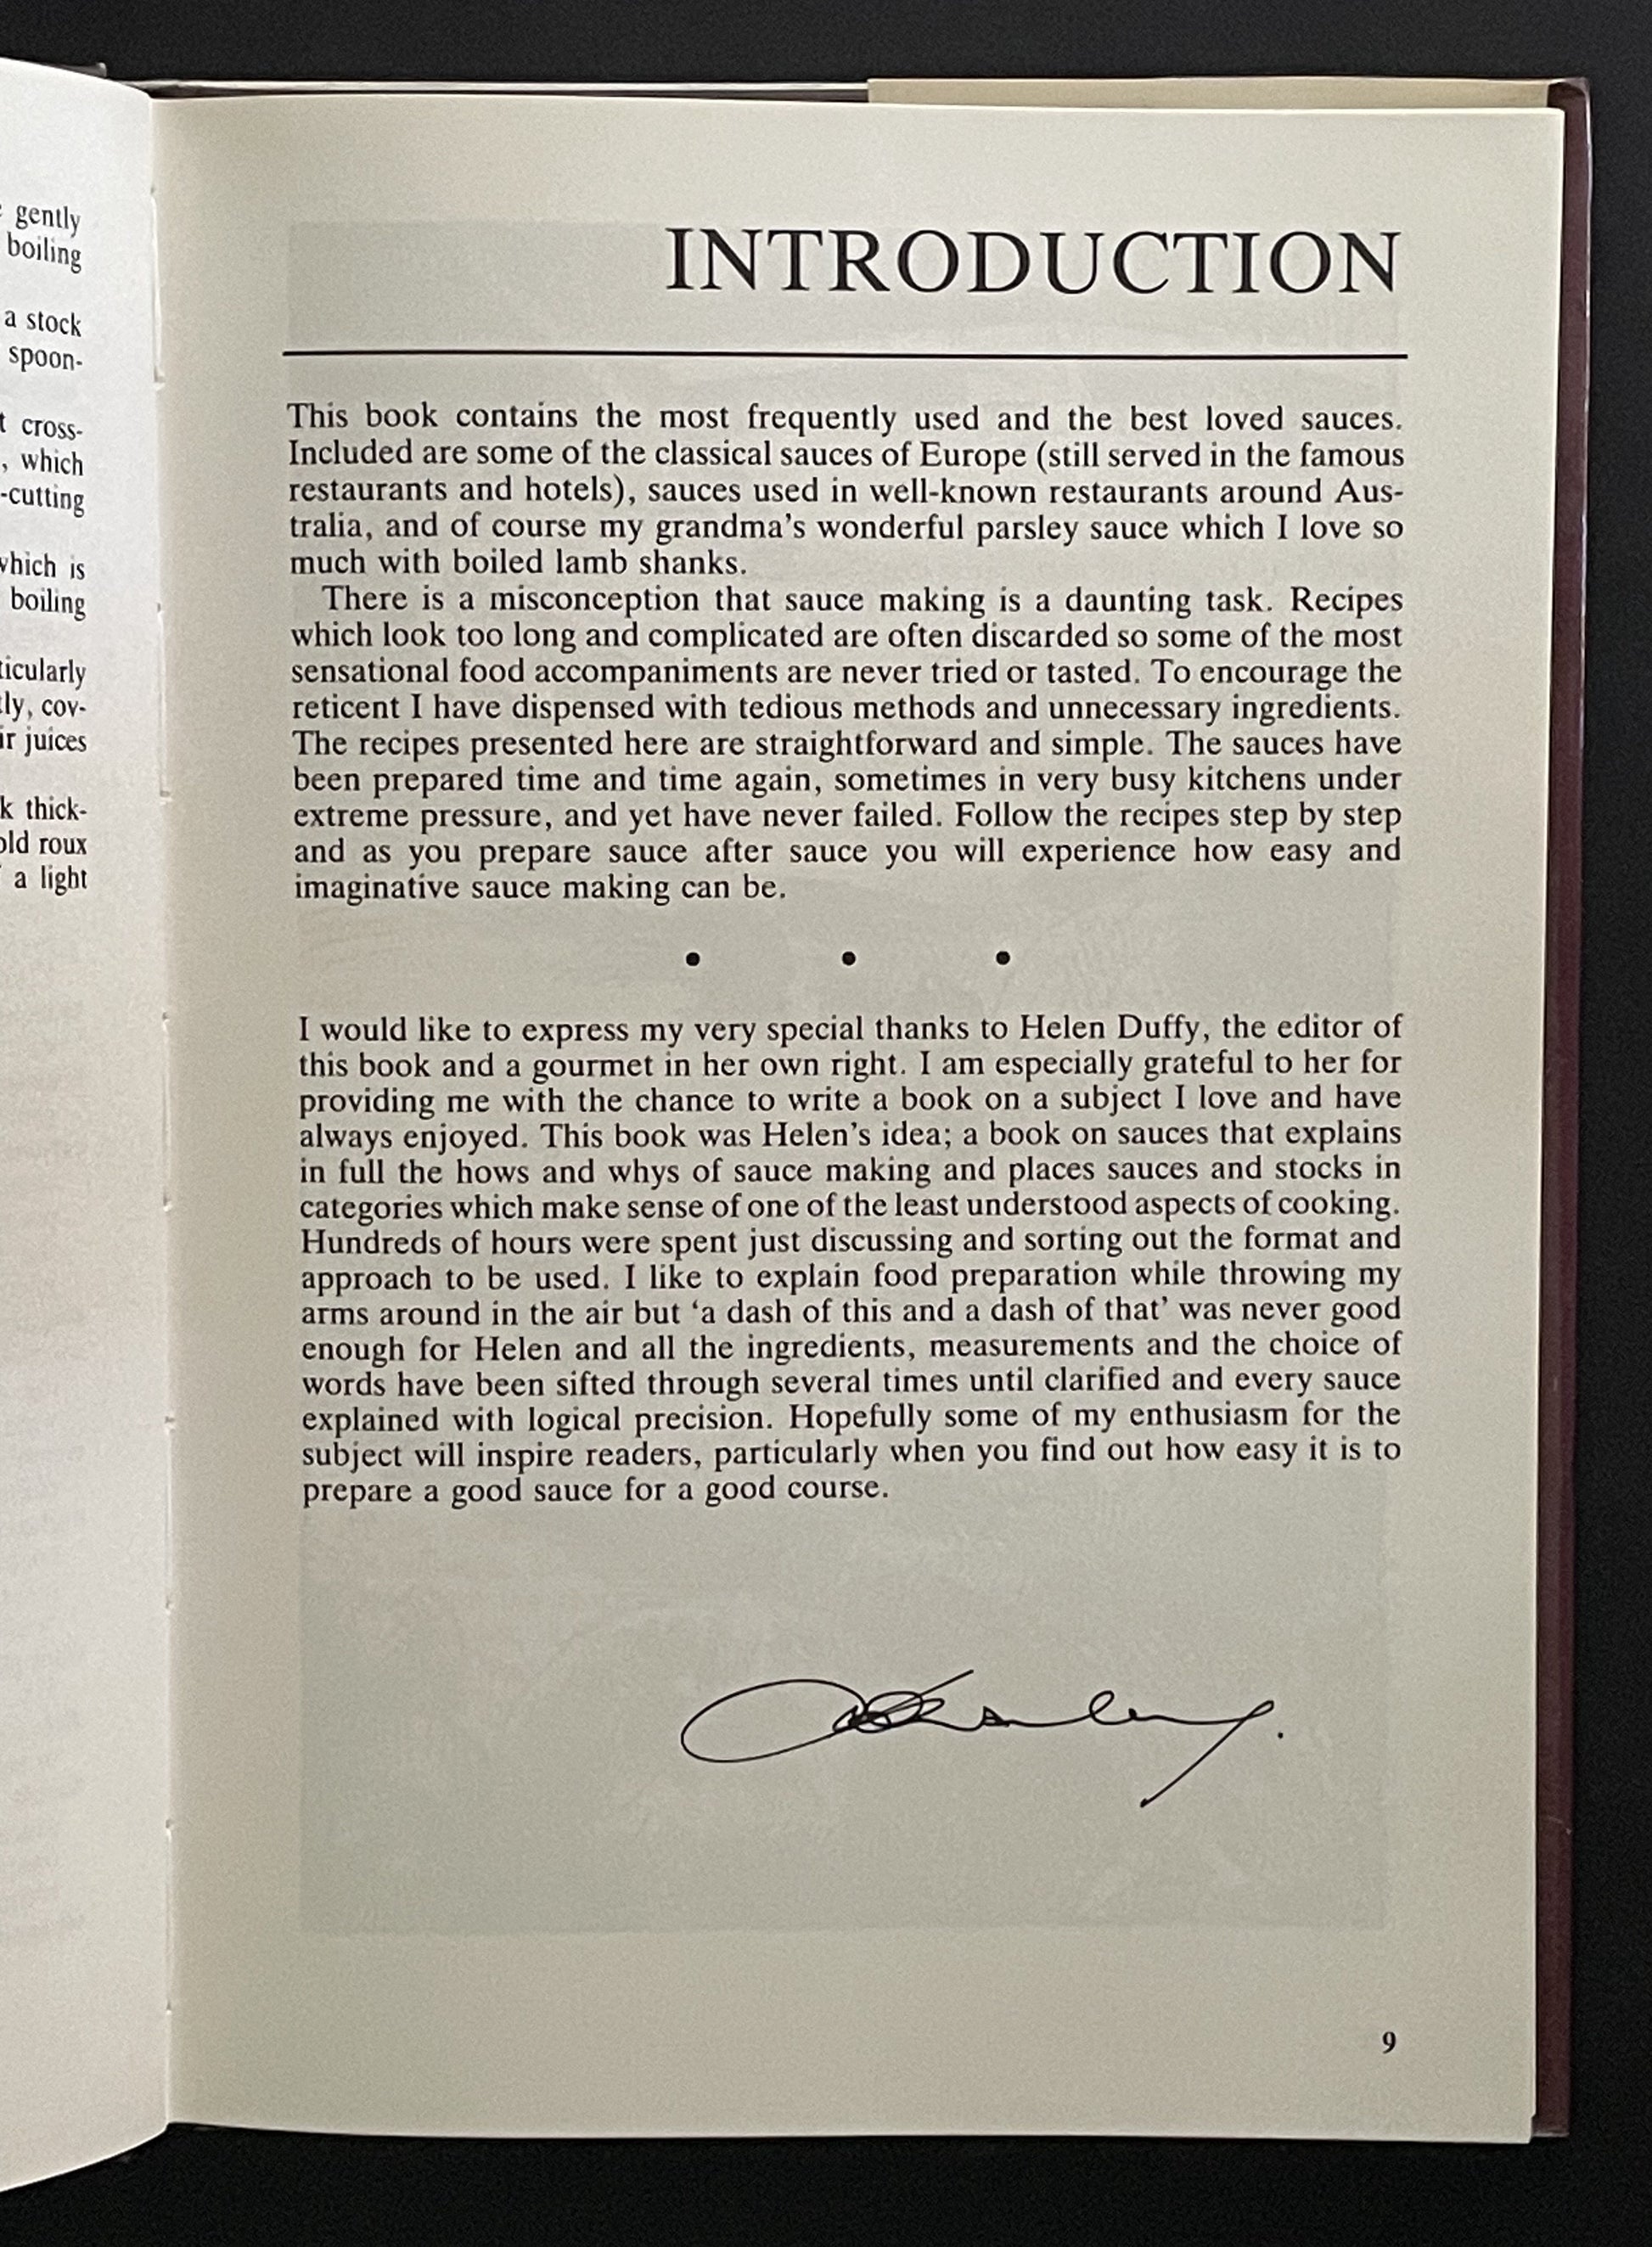 gently
boiling
a stock
spoon-
cross-
, which
-cutting
which is
boiling
ticularly
tly, cov-
ir juices
k thick-
old roux
a light
INTRODUCTION
This book contains the most frequently used and the best loved sauces.
Included are some of the classical sauces of Europe (still served in the famous
restaurants and hotels), sauces used in well-known restaurants around Aus-
tralia, and of course my grandma's wonderful parsley sauce which I love so
much with boiled lamb shanks.
There is a misconception that sauce making is a daunting task. Recipes
which look too long and complicated are often discarded so some of the most
sensational food accompaniments are never tried or tasted. To encourage the
reticent I have dispensed with tedious methods and unnecessary ingredients.
The recipes presented here are straightforward and simple. The sauces have
been prepared time and time again, sometimes in very busy kitchens under
extreme pressure, and yet have never failed. Follow the recipes step by step
and as you prepare sauce after sauce you will experience how easy and
imaginative sauce making can be.
• • •
I would like to express my very special thanks to Helen Duffy, the editor of
this book and a gourmet in her own right. I am especially grateful to her for
providing me with the chance to write a book on a subject I love and have
always enjoyed. This book was Helen's idea; a book on sauces that explains
in full the hows and whys of sauce making and places sauces and stocks in
categories which make sense of one of the least understood aspects of cooking.
Hundreds of hours were spent just discussing and sorting out the format and
approach to be used. I like to explain food preparation while throwing my
arms around in the air but ‘a dash of this and a dash of that’ was never good
enough for Helen and all the ingredients, measurements and the choice of
words have been sifted through several times until clarified and every sauce
explained with logical precision. Hopefully some of my enthusiasm for the
subject will inspire readers, particularly when you find out how easy it is to
prepare a good sauce for a good course.
9